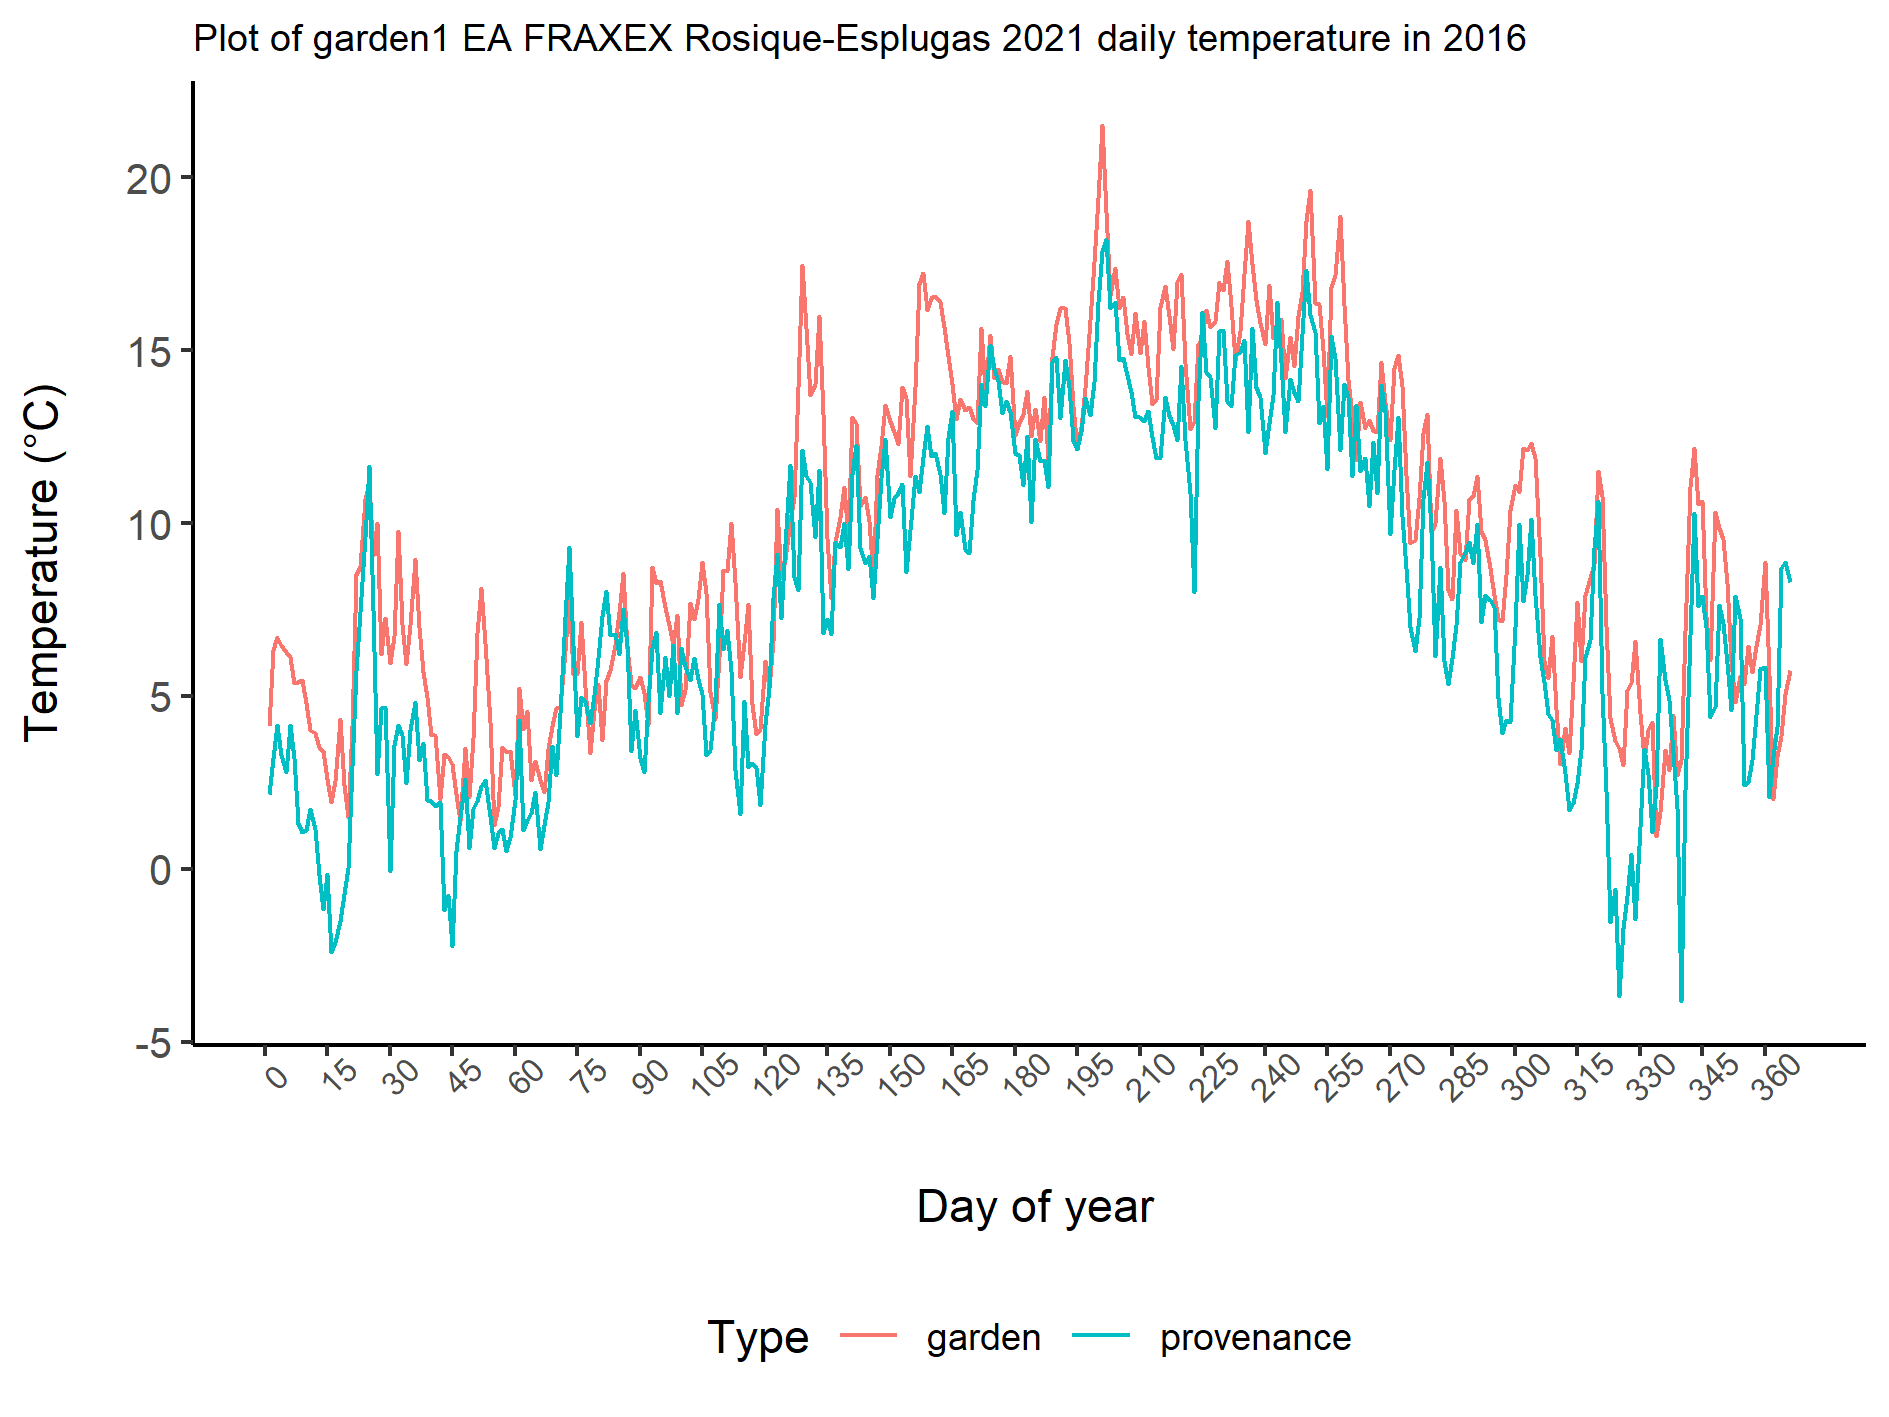 Plot of garden1 EA FRAXEX Rosique-Esplugas 2021 daily temperature in 2016
Temperature (°C)
20
15
10
5
0
-5
0 15 30 45 60 75 90 105 120 135 150 165 180 195 210 225 240 255 270 285 300 315 330 345 360
Day of year
Type garden provenance